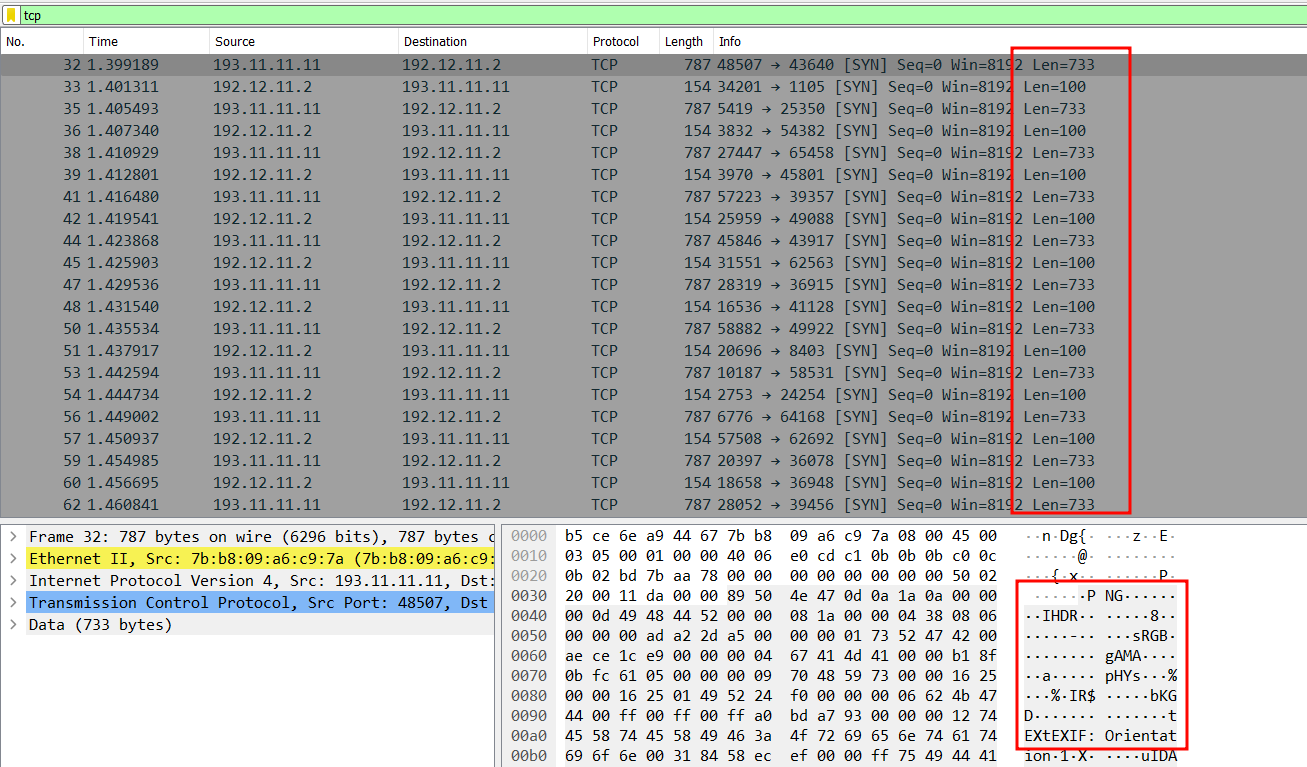 tcp
No. Time Source Destination Protocol Length Info
32 1.399189 193.11.11.11 192.12.11.2 TCP 787 48507 → 43640 [SYN] Seq=0 Win=8192 Len=733
33 1.401311 192.12.11.2 193.11.11.11 TCP 154 34201 → 1105 [SYN] Seq=0 Win=8192 Len=100
35 1.405493 193.11.11.11 192.12.11.2 TCP 787 5419 → 25350 [SYN] Seq=0 Win=8192 Len=733
36 1.407340 192.12.11.2 193.11.11.11 TCP 154 3832 → 54382 [SYN] Seq=0 Win=8192 Len=100
38 1.410929 193.11.11.11 192.12.11.2 TCP 787 27447 → 65458 [SYN] Seq=0 Win=8192 Len=733
39 1.412801 192.12.11.2 193.11.11.11 TCP 154 3970 → 45801 [SYN] Seq=0 Win=8192 Len=100
41 1.416480 193.11.11.11 192.12.11.2 TCP 787 57223 → 39357 [SYN] Seq=0 Win=8192 Len=733
42 1.419541 192.12.11.2 193.11.11.11 TCP 154 25959 → 49088 [SYN] Seq=0 Win=8192 Len=100
44 1.423868 193.11.11.11 192.12.11.2 TCP 787 45846 → 43917 [SYN] Seq=0 Win=8192 Len=733
45 1.425903 192.12.11.2 193.11.11.11 TCP 154 31551 → 62563 [SYN] Seq=0 Win=8192 Len=100
47 1.429536 193.11.11.11 192.12.11.2 TCP 787 28319 → 36915 [SYN] Seq=0 Win=8192 Len=733
48 1.431540 192.12.11.2 193.11.11.11 TCP 154 16536 → 41128 [SYN] Seq=0 Win=8192 Len=100
50 1.435534 193.11.11.11 192.12.11.2 TCP 787 58882 → 49922 [SYN] Seq=0 Win=8192 Len=733
51 1.437917 192.12.11.2 193.11.11.11 TCP 154 20696 → 8403 [SYN] Seq=0 Win=8192 Len=100
53 1.442594 193.11.11.11 192.12.11.2 TCP 787 10187 → 58531 [SYN] Seq=0 Win=8192 Len=733
54 1.444734 192.12.11.2 193.11.11.11 TCP 154 2753 → 24254 [SYN] Seq=0 Win=8192 Len=100
56 1.449002 193.11.11.11 192.12.11.2 TCP 787 6776 → 64168 [SYN] Seq=0 Win=8192 Len=733
57 1.450937 192.12.11.2 193.11.11.11 TCP 154 57508 → 62692 [SYN] Seq=0 Win=8192 Len=100
59 1.454985 193.11.11.11 192.12.11.2 TCP 787 20397 → 36078 [SYN] Seq=0 Win=8192 Len=733
60 1.456695 192.12.11.2 193.11.11.11 TCP 154 18658 → 36948 [SYN] Seq=0 Win=8192 Len=100
62 1.460841 193.11.11.11 192.12.11.2 TCP 787 28052 → 39456 [SYN] Seq=0 Win=8192 Len=733
Frame 32: 787 bytes on wire (6296 bits), 787 bytes c
Ethernet II, Src: 7b:b8:09:a6:c9:7a (7b:b8:09:a6:c9:
Internet Protocol Version 4, Src: 193.11.11.11, Dst:
Transmission Control Protocol, Src Port: 48507, Dst
Data (733 bytes)
0000 b5 ce 6e a9 44 67 7b b8 09 a6 c9 7a 08 00 45 00 ··n·Dg{· ···z··E·
0010 03 05 00 01 00 00 40 06 e0 cd c1 0b 0b 0b c0 0c ······@· ········
0020 0b 02 bd 7b aa 78 00 00 00 00 00 00 00 00 50 02 ···{·x·· ······P·
0030 20 00 11 da 00 00 89 50 4e 47 0d 0a 1a 0a 00 00 ······P NG······
0040 00 0d 49 48 44 52 00 00 08 1a 00 00 04 38 08 06 ··IHDR·· ·····8··
0050 00 00 00 ad a2 2d a5 00 00 00 01 73 52 47 42 00 ·····-·· ···sRGB·
0060 ae ce 1c e9 00 00 00 04 67 41 4d 41 00 00 b1 8f ········ gAMA····
0070 0b fc 61 05 00 00 00 09 70 48 59 73 00 00 16 25 ··a····· pHYs···%
0080 00 00 16 25 01 49 52 24 f0 00 00 00 06 62 4b 47 ···%·IR$ ·····bKG
0090 44 00 ff 00 ff 00 ff a0 bd a7 93 00 00 00 12 74 D······· ·······t
00a0 45 58 74 45 58 49 46 3a 4f 72 69 65 6e 74 61 74 EXtEXIF: Orientat
00b0 69 6f 6e 00 31 84 58 ec ef 00 00 ff 75 49 44 41 ion·1·X· ····uIDA